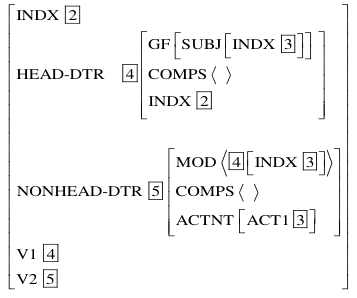 INDX 2
GF [SUBJ [INDX 3]]
HEAD-DTR 4 COMPS ⟨ ⟩
INDX 2
MOD ⟨4 [INDX 3]⟩
NONHEAD-DTR 5 COMPS ⟨ ⟩
ACTNT [ACT1 3]
V1 4
V2 5